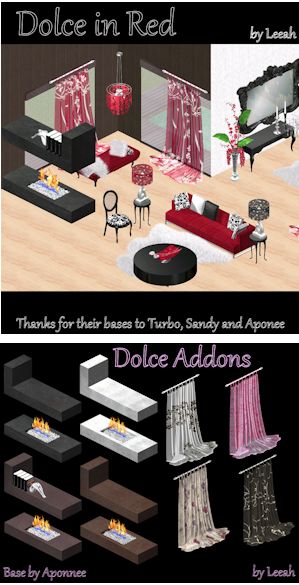 Dolce in Red
by Leeah
Thanks for their bases to Turbo, Sandy and Aponee
Dolce Addons
Base by Aponnee
by Leeah